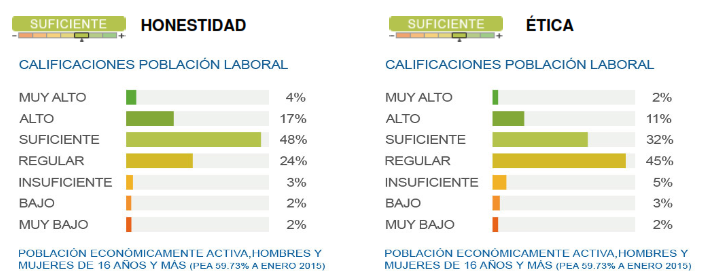 SUFICIENTE HONESTIDAD
- +
CALIFICACIONES POBLACIÓN LABORAL
MUY ALTO 4%
ALTO 17%
SUFICIENTE 48%
REGULAR 24%
INSUFICIENTE 3%
BAJO 2%
MUY BAJO 2%
POBLACIÓN ECONÓMICAMENTE ACTIVA,HOMBRES Y
MUJERES DE 16 AÑOS Y MÁS (PEA 59.73% A ENERO 2015)
SUFICIENTE ÉTICA
- +
CALIFICACIONES POBLACIÓN LABORAL
MUY ALTO 2%
ALTO 11%
SUFICIENTE 32%
REGULAR 45%
INSUFICIENTE 5%
BAJO 3%
MUY BAJO 2%
POBLACIÓN ECONÓMICAMENTE ACTIVA,HOMBRES Y
MUJERES DE 16 AÑOS Y MÁS (PEA 59.73% A ENERO 2015)